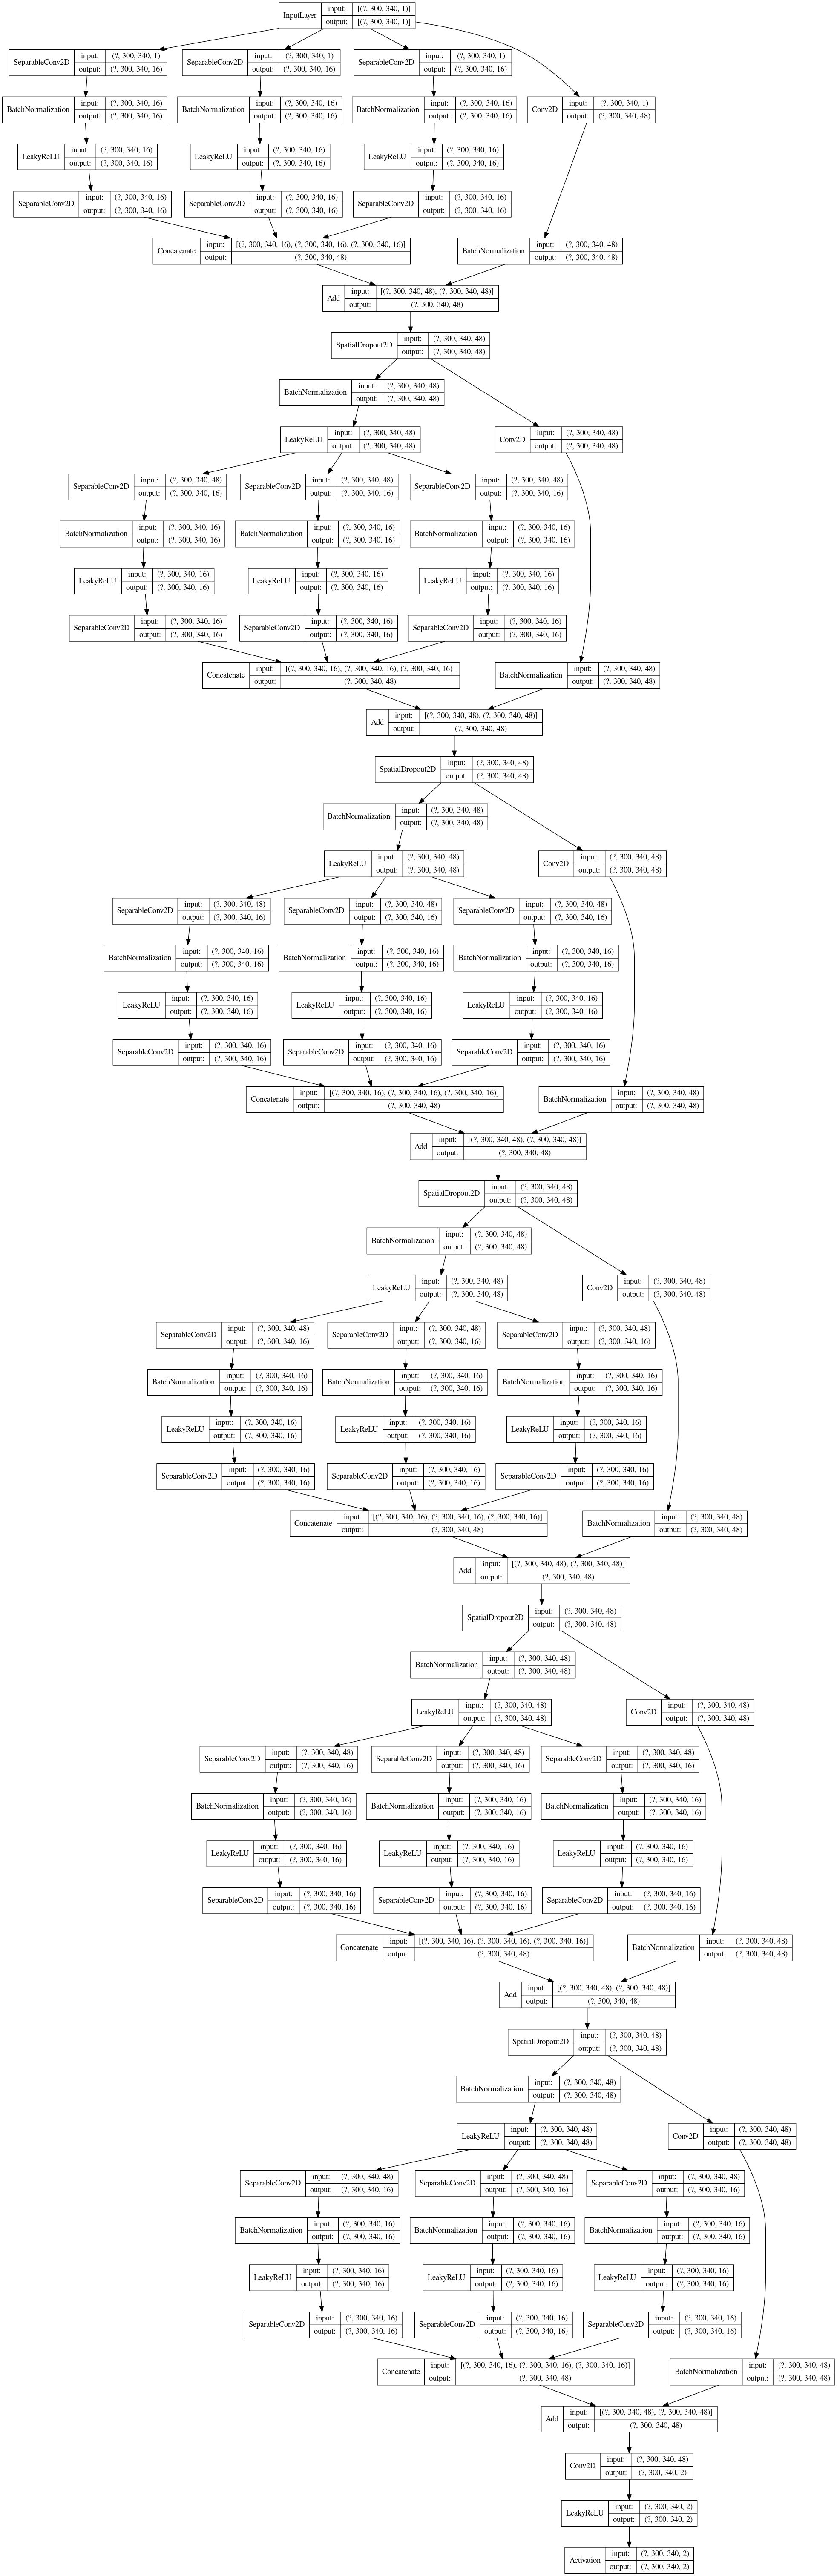 InputLayer input: [(?, 300, 340, 1)]
output: [(?, 300, 340, 1)]
SeparableConv2D input: (?, 300, 340, 1)
output: (?, 300, 340, 16)
SeparableConv2D input: (?, 300, 340, 1)
output: (?, 300, 340, 16)
SeparableConv2D input: (?, 300, 340, 1)
output: (?, 300, 340, 16)
BatchNormalization input: (?, 300, 340, 16)
output: (?, 300, 340, 16)
BatchNormalization input: (?, 300, 340, 16)
output: (?, 300, 340, 16)
BatchNormalization input: (?, 300, 340, 16)
output: (?, 300, 340, 16)
Conv2D input: (?, 300, 340, 1)
output: (?, 300, 340, 48)
LeakyReLU input: (?, 300, 340, 16)
output: (?, 300, 340, 16)
LeakyReLU input: (?, 300, 340, 16)
output: (?, 300, 340, 16)
LeakyReLU input: (?, 300, 340, 16)
output: (?, 300, 340, 16)
SeparableConv2D input: (?, 300, 340, 16)
output: (?, 300, 340, 16)
SeparableConv2D input: (?, 300, 340, 16)
output: (?, 300, 340, 16)
SeparableConv2D input: (?, 300, 340, 16)
output: (?, 300, 340, 16)
Concatenate input: [(?, 300, 340, 16), (?, 300, 340, 16), (?, 300, 340, 16)]
output: (?, 300, 340, 48)
BatchNormalization input: (?, 300, 340, 48)
output: (?, 300, 340, 48)
Add input: [(?, 300, 340, 48), (?, 300, 340, 48)]
output: (?, 300, 340, 48)
SpatialDropout2D input: (?, 300, 340, 48)
output: (?, 300, 340, 48)
BatchNormalization input: (?, 300, 340, 48)
output: (?, 300, 340, 48)
LeakyReLU input: (?, 300, 340, 48)
output: (?, 300, 340, 48)
Conv2D input: (?, 300, 340, 48)
output: (?, 300, 340, 48)
SeparableConv2D input: (?, 300, 340, 48)
output: (?, 300, 340, 16)
SeparableConv2D input: (?, 300, 340, 48)
output: (?, 300, 340, 16)
SeparableConv2D input: (?, 300, 340, 48)
output: (?, 300, 340, 16)
BatchNormalization input: (?, 300, 340, 16)
output: (?, 300, 340, 16)
BatchNormalization input: (?, 300, 340, 16)
output: (?, 300, 340, 16)
BatchNormalization input: (?, 300, 340, 16)
output: (?, 300, 340, 16)
LeakyReLU input: (?, 300, 340, 16)
output: (?, 300, 340, 16)
LeakyReLU input: (?, 300, 340, 16)
output: (?, 300, 340, 16)
LeakyReLU input: (?, 300, 340, 16)
output: (?, 300, 340, 16)
SeparableConv2D input: (?, 300, 340, 16)
output: (?, 300, 340, 16)
SeparableConv2D input: (?, 300, 340, 16)
output: (?, 300, 340, 16)
SeparableConv2D input: (?, 300, 340, 16)
output: (?, 300, 340, 16)
Concatenate input: [(?, 300, 340, 16), (?, 300, 340, 16), (?, 300, 340, 16)]
output: (?, 300, 340, 48)
BatchNormalization input: (?, 300, 340, 48)
output: (?, 300, 340, 48)
Add input: [(?, 300, 340, 48), (?, 300, 340, 48)]
output: (?, 300, 340, 48)
SpatialDropout2D input: (?, 300, 340, 48)
output: (?, 300, 340, 48)
BatchNormalization input: (?, 300, 340, 48)
output: (?, 300, 340, 48)
LeakyReLU input: (?, 300, 340, 48)
output: (?, 300, 340, 48)
Conv2D input: (?, 300, 340, 48)
output: (?, 300, 340, 48)
SeparableConv2D input: (?, 300, 340, 48)
output: (?, 300, 340, 16)
SeparableConv2D input: (?, 300, 340, 48)
output: (?, 300, 340, 16)
SeparableConv2D input: (?, 300, 340, 48)
output: (?, 300, 340, 16)
BatchNormalization input: (?, 300, 340, 16)
output: (?, 300, 340, 16)
BatchNormalization input: (?, 300, 340, 16)
output: (?, 300, 340, 16)
BatchNormalization input: (?, 300, 340, 16)
output: (?, 300, 340, 16)
LeakyReLU input: (?, 300, 340, 16)
output: (?, 300, 340, 16)
LeakyReLU input: (?, 300, 340, 16)
output: (?, 300, 340, 16)
LeakyReLU input: (?, 300, 340, 16)
output: (?, 300, 340, 16)
SeparableConv2D input: (?, 300, 340, 16)
output: (?, 300, 340, 16)
SeparableConv2D input: (?, 300, 340, 16)
output: (?, 300, 340, 16)
SeparableConv2D input: (?, 300, 340, 16)
output: (?, 300, 340, 16)
Concatenate input: [(?, 300, 340, 16), (?, 300, 340, 16), (?, 300, 340, 16)]
output: (?, 300, 340, 48)
BatchNormalization input: (?, 300, 340, 48)
output: (?, 300, 340, 48)
Add input: [(?, 300, 340, 48), (?, 300, 340, 48)]
output: (?, 300, 340, 48)
SpatialDropout2D input: (?, 300, 340, 48)
output: (?, 300, 340, 48)
BatchNormalization input: (?, 300, 340, 48)
output: (?, 300, 340, 48)
LeakyReLU input: (?, 300, 340, 48)
output: (?, 300, 340, 48)
Conv2D input: (?, 300, 340, 48)
output: (?, 300, 340, 48)
SeparableConv2D input: (?, 300, 340, 48)
output: (?, 300, 340, 16)
SeparableConv2D input: (?, 300, 340, 48)
output: (?, 300, 340, 16)
SeparableConv2D input: (?, 300, 340, 48)
output: (?, 300, 340, 16)
BatchNormalization input: (?, 300, 340, 16)
output: (?, 300, 340, 16)
BatchNormalization input: (?, 300, 340, 16)
output: (?, 300, 340, 16)
BatchNormalization input: (?, 300, 340, 16)
output: (?, 300, 340, 16)
LeakyReLU input: (?, 300, 340, 16)
output: (?, 300, 340, 16)
LeakyReLU input: (?, 300, 340, 16)
output: (?, 300, 340, 16)
LeakyReLU input: (?, 300, 340, 16)
output: (?, 300, 340, 16)
SeparableConv2D input: (?, 300, 340, 16)
output: (?, 300, 340, 16)
SeparableConv2D input: (?, 300, 340, 16)
output: (?, 300, 340, 16)
SeparableConv2D input: (?, 300, 340, 16)
output: (?, 300, 340, 16)
Concatenate input: [(?, 300, 340, 16), (?, 300, 340, 16), (?, 300, 340, 16)]
output: (?, 300, 340, 48)
BatchNormalization input: (?, 300, 340, 48)
output: (?, 300, 340, 48)
Add input: [(?, 300, 340, 48), (?, 300, 340, 48)]
output: (?, 300, 340, 48)
SpatialDropout2D input: (?, 300, 340, 48)
output: (?, 300, 340, 48)
BatchNormalization input: (?, 300, 340, 48)
output: (?, 300, 340, 48)
LeakyReLU input: (?, 300, 340, 48)
output: (?, 300, 340, 48)
Conv2D input: (?, 300, 340, 48)
output: (?, 300, 340, 48)
SeparableConv2D input: (?, 300, 340, 48)
output: (?, 300, 340, 16)
SeparableConv2D input: (?, 300, 340, 48)
output: (?, 300, 340, 16)
SeparableConv2D input: (?, 300, 340, 48)
output: (?, 300, 340, 16)
BatchNormalization input: (?, 300, 340, 16)
output: (?, 300, 340, 16)
BatchNormalization input: (?, 300, 340, 16)
output: (?, 300, 340, 16)
BatchNormalization input: (?, 300, 340, 16)
output: (?, 300, 340, 16)
LeakyReLU input: (?, 300, 340, 16)
output: (?, 300, 340, 16)
LeakyReLU input: (?, 300, 340, 16)
output: (?, 300, 340, 16)
LeakyReLU input: (?, 300, 340, 16)
output: (?, 300, 340, 16)
SeparableConv2D input: (?, 300, 340, 16)
output: (?, 300, 340, 16)
SeparableConv2D input: (?, 300, 340, 16)
output: (?, 300, 340, 16)
SeparableConv2D input: (?, 300, 340, 16)
output: (?, 300, 340, 16)
Concatenate input: [(?, 300, 340, 16), (?, 300, 340, 16), (?, 300, 340, 16)]
output: (?, 300, 340, 48)
BatchNormalization input: (?, 300, 340, 48)
output: (?, 300, 340, 48)
Add input: [(?, 300, 340, 48), (?, 300, 340, 48)]
output: (?, 300, 340, 48)
SpatialDropout2D input: (?, 300, 340, 48)
output: (?, 300, 340, 48)
BatchNormalization input: (?, 300, 340, 48)
output: (?, 300, 340, 48)
LeakyReLU input: (?, 300, 340, 48)
output: (?, 300, 340, 48)
Conv2D input: (?, 300, 340, 48)
output: (?, 300, 340, 48)
SeparableConv2D input: (?, 300, 340, 48)
output: (?, 300, 340, 16)
SeparableConv2D input: (?, 300, 340, 48)
output: (?, 300, 340, 16)
SeparableConv2D input: (?, 300, 340, 48)
output: (?, 300, 340, 16)
BatchNormalization input: (?, 300, 340, 16)
output: (?, 300, 340, 16)
BatchNormalization input: (?, 300, 340, 16)
output: (?, 300, 340, 16)
BatchNormalization input: (?, 300, 340, 16)
output: (?, 300, 340, 16)
LeakyReLU input: (?, 300, 340, 16)
output: (?, 300, 340, 16)
LeakyReLU input: (?, 300, 340, 16)
output: (?, 300, 340, 16)
LeakyReLU input: (?, 300, 340, 16)
output: (?, 300, 340, 16)
SeparableConv2D input: (?, 300, 340, 16)
output: (?, 300, 340, 16)
SeparableConv2D input: (?, 300, 340, 16)
output: (?, 300, 340, 16)
SeparableConv2D input: (?, 300, 340, 16)
output: (?, 300, 340, 16)
Concatenate input: [(?, 300, 340, 16), (?, 300, 340, 16), (?, 300, 340, 16)]
output: (?, 300, 340, 48)
BatchNormalization input: (?, 300, 340, 48)
output: (?, 300, 340, 48)
Add input: [(?, 300, 340, 48), (?, 300, 340, 48)]
output: (?, 300, 340, 48)
Conv2D input: (?, 300, 340, 48)
output: (?, 300, 340, 2)
LeakyReLU input: (?, 300, 340, 2)
output: (?, 300, 340, 2)
Activation input: (?, 300, 340, 2)
output: (?, 300, 340, 2)